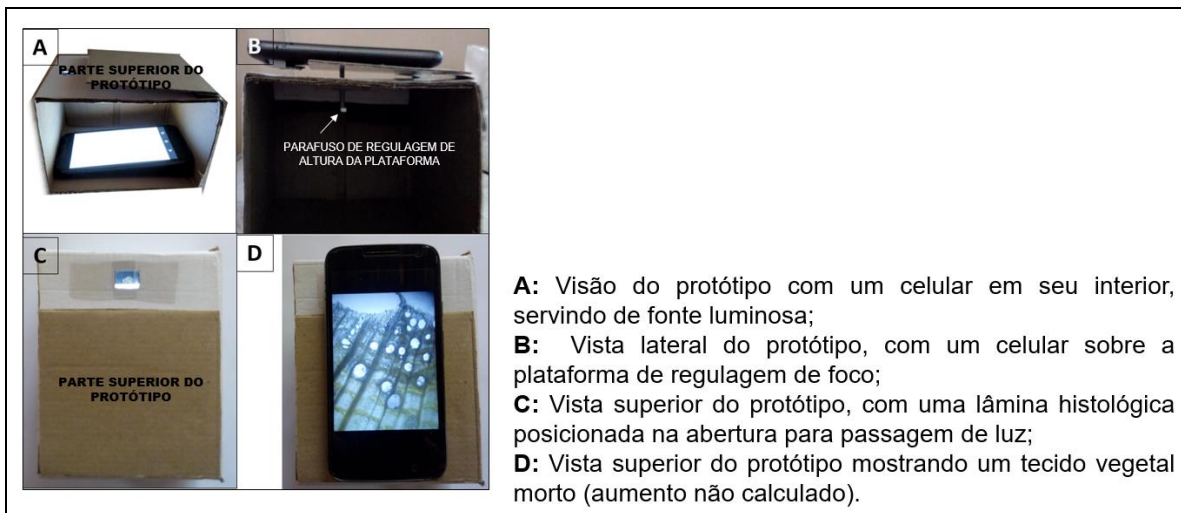 A
PARTE SUPERIOR DO
PROTÓTIPO
B
PARAFUSO DE REGULAGEM DE
ALTURA DA PLATAFORMA
C
PARTE SUPERIOR DO
PROTÓTIPO
D
A: Visão do protótipo com um celular em seu interior,
servindo de fonte luminosa;
B: Vista lateral do protótipo, com um celular sobre a
plataforma de regulagem de foco;
C: Vista superior do protótipo, com uma lâmina histológica
posicionada na abertura para passagem de luz;
D: Vista superior do protótipo mostrando um tecido vegetal
morto (aumento não calculado).